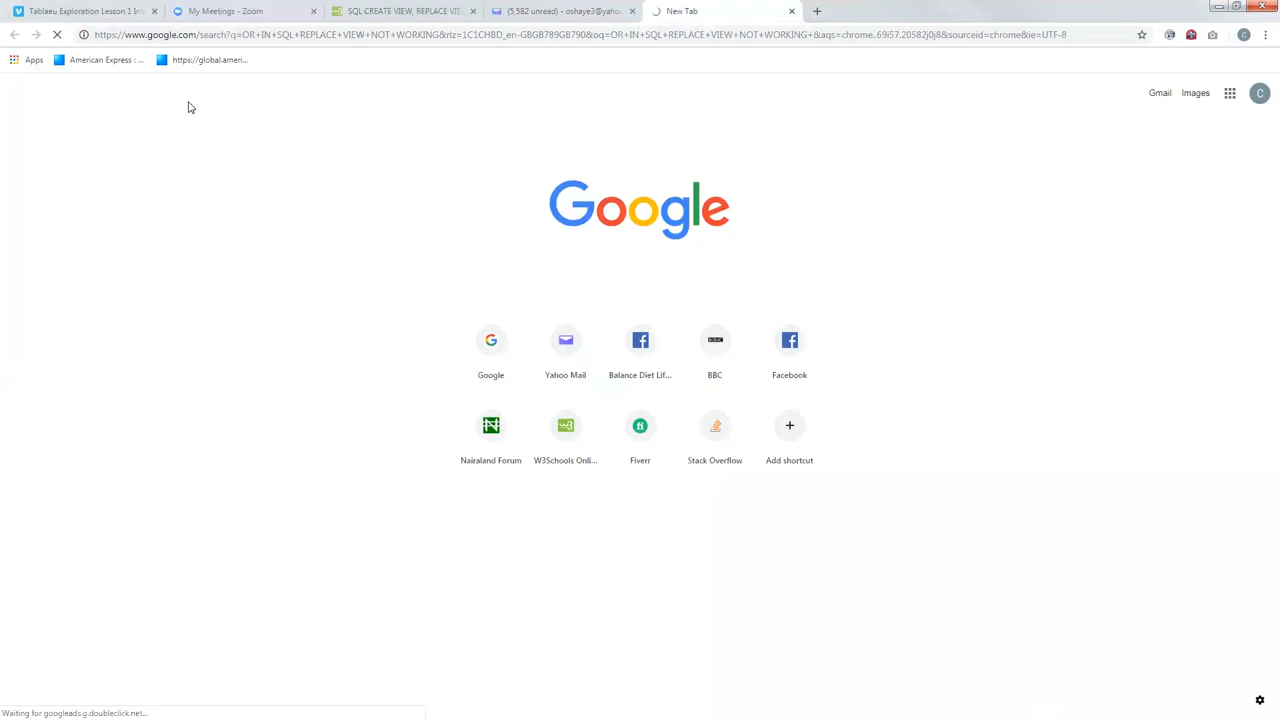 Tablaeu Exploration Lesson 1 Int
My Meetings - Zoom
SQL CREATE VIEW, REPLACE VIE
(5,582 unread) - oshaye3@yaho
New Tab
https://www.google.com/search?q=OR+IN+SQL+REPLACE+VIEW+NOT+WORKING&rlz=1C1CHBD_en-GBGB789GB790&oq=OR+IN+SQL+REPLACE+VIEW+NOT+WORKING+&aqs=chrome..69i57.20582j0j8&sourceid=chrome&ie=UTF-8
C
Apps
American Express : ...
https://global.ameri...
Gmail
Images
C
Google
Google
Yahoo Mail
Balance Diet Lif...
BBC
Facebook
Nairaland Forum
W3Schools Onli...
Fiverr
Stack Overflow
Add shortcut
Waiting for googleads.g.doubleclick.net...